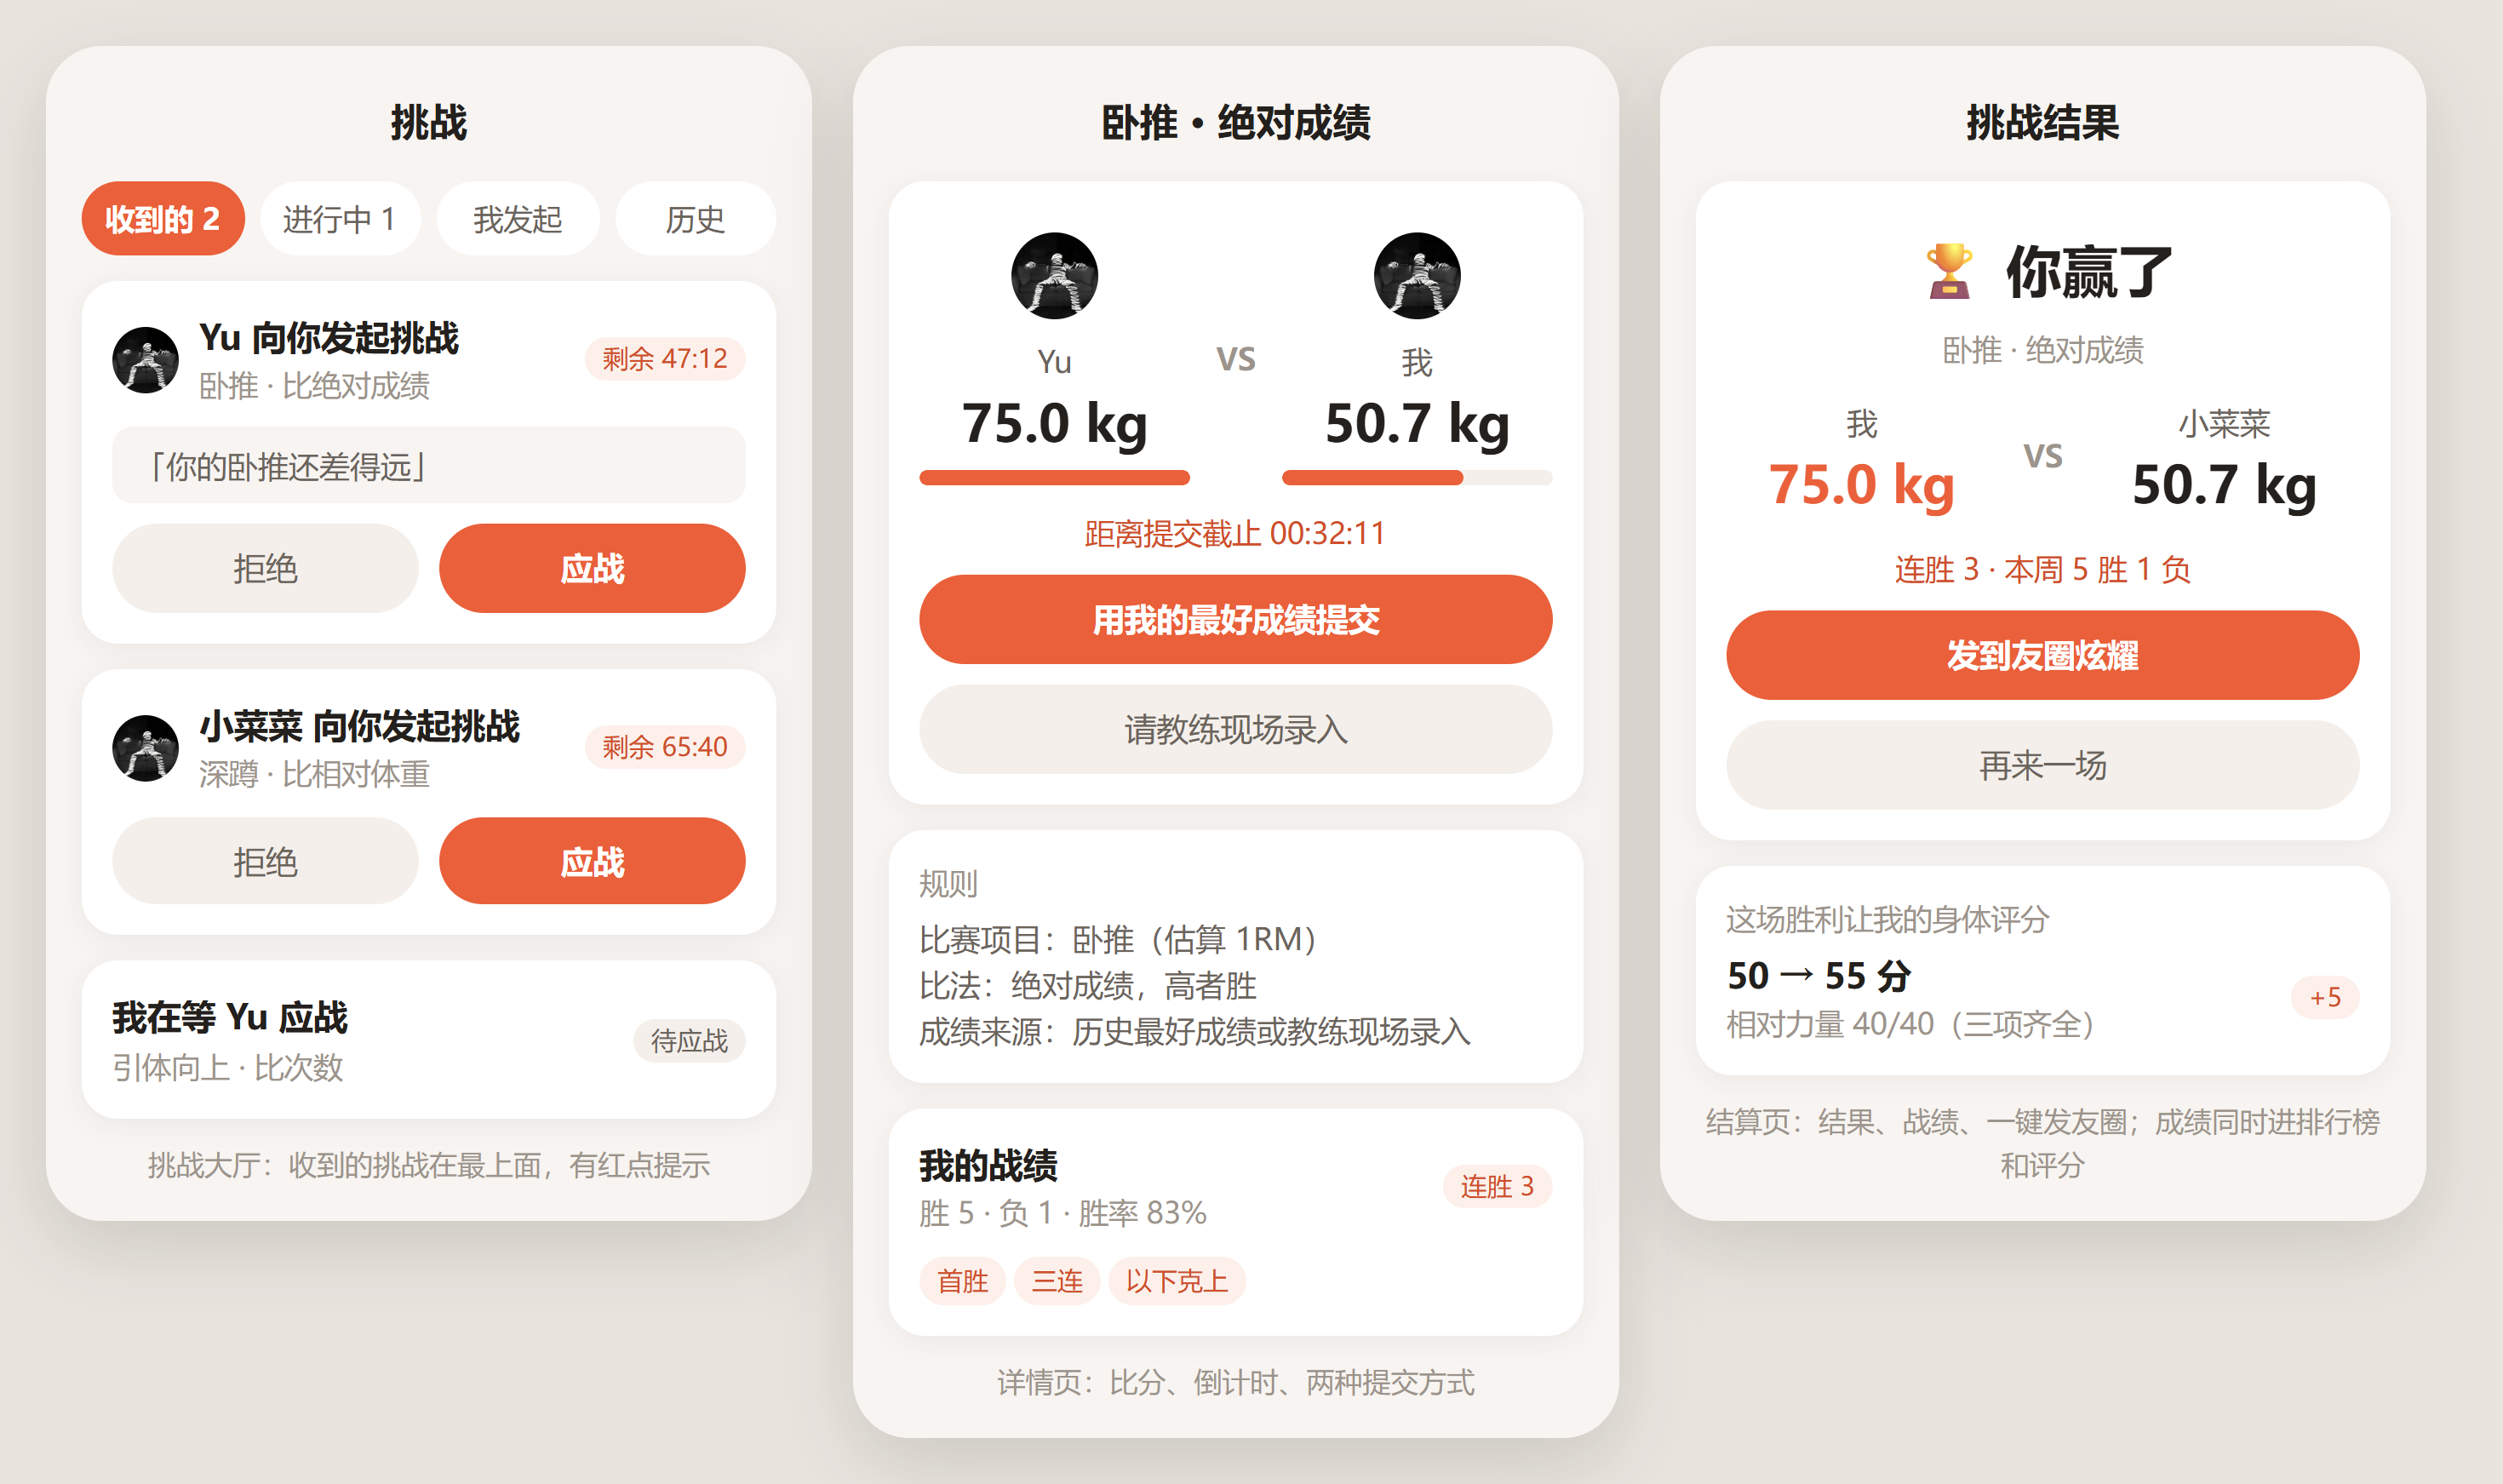 挑战
收到的 2
进行中 1
我发起
历史
Yu 向你发起挑战
卧推 · 比绝对成绩
剩余 47:12
「你的卧推还差得远」
拒绝
应战
小菜菜 向你发起挑战
深蹲 · 比相对体重
剩余 65:40
拒绝
应战
我在等 Yu 应战
引体向上 · 比次数
待应战
挑战大厅：收到的挑战在最上面，有红点提示
卧推 · 绝对成绩
Yu
VS
我
75.0 kg
50.7 kg
距离提交截止 00:32:11
用我的最好成绩提交
请教练现场录入
规则
比赛项目：卧推（估算 1RM）
比法：绝对成绩，高者胜
成绩来源：历史最好成绩或教练现场录入
我的战绩
胜 5 · 负 1 · 胜率 83%
连胜 3
首胜
三连
以下克上
详情页：比分、倒计时、两种提交方式
挑战结果
🏆 你赢了
卧推 · 绝对成绩
我
VS
小菜菜
75.0 kg
50.7 kg
连胜 3 · 本周 5 胜 1 负
发到友圈炫耀
再来一场
这场胜利让我的身体评分
50 → 55 分
相对力量 40/40（三项齐全）
+5
结算页：结果、战绩、一键发友圈；成绩同时进排行榜
和评分